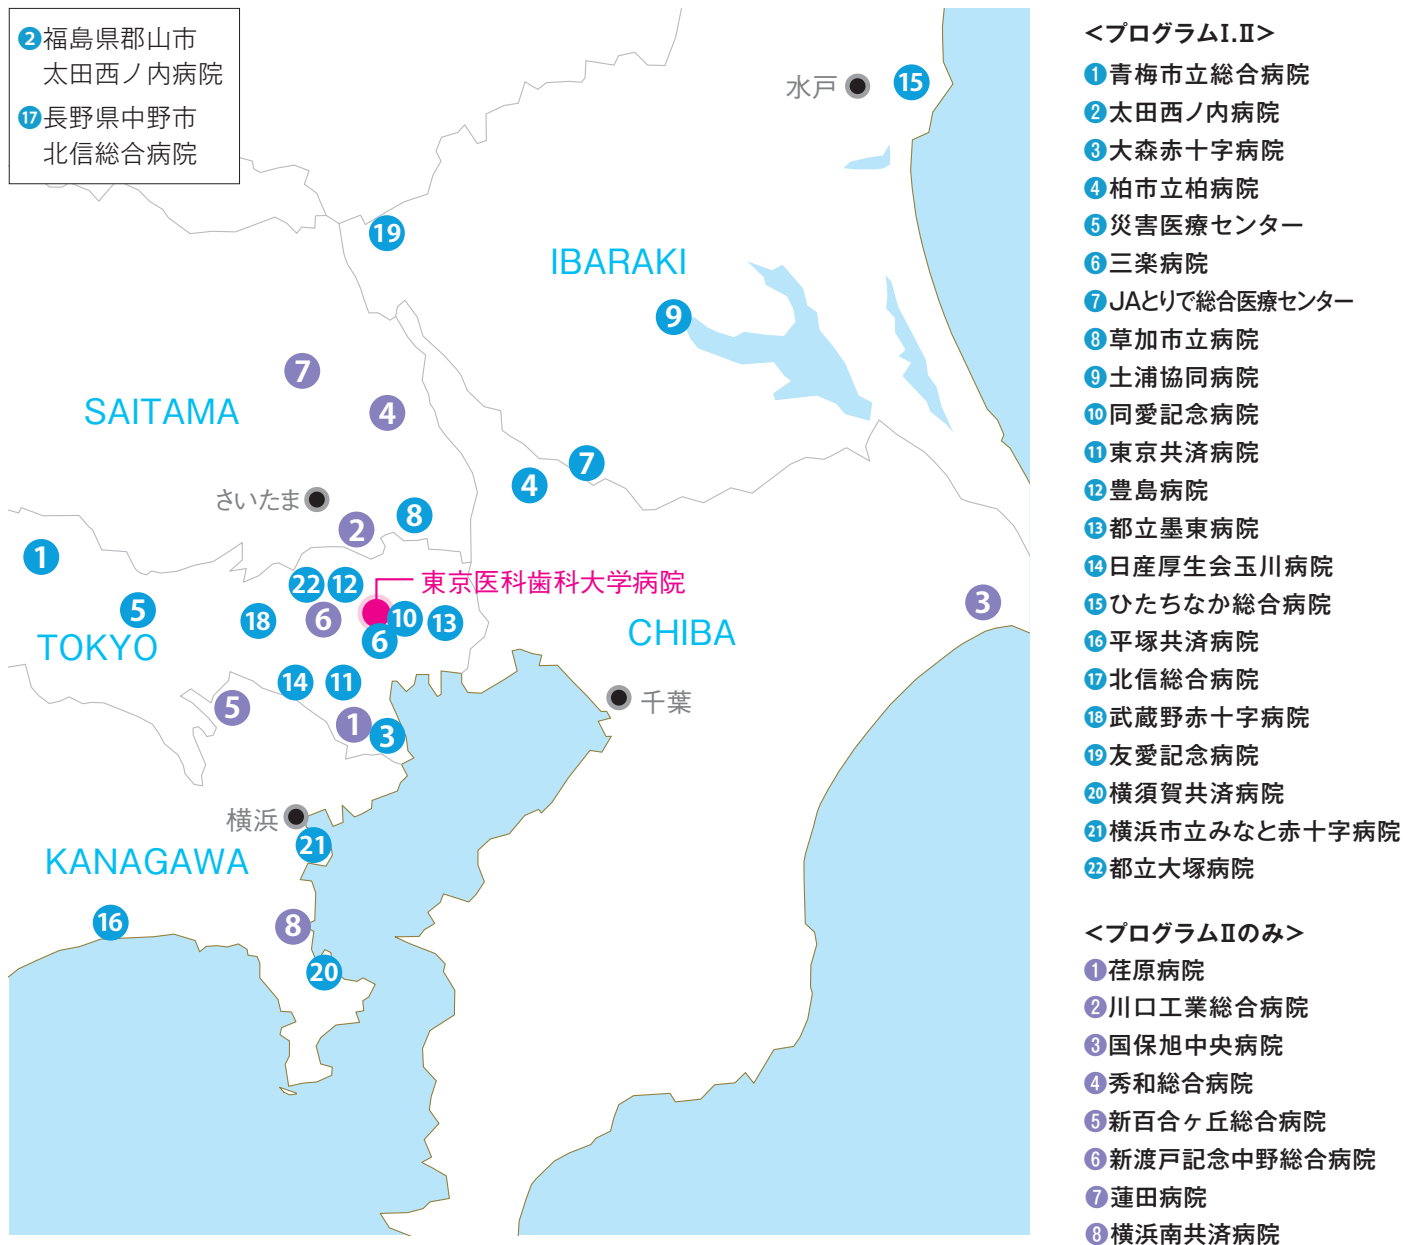 ❷福島県郡山市
太田西ノ内病院
⓱長野県中野市
北信総合病院
水戸
15
19
IBARAKI
9
7
SAITAMA
4
7
4
さいたま
8
2
1
22
12
東京医科歯科大学病院
5
18
6
10
13
6
3
TOKYO
CHIBA
14
11
千葉
5
1
3
横浜
21
KANAGAWA
16
8
20
<プログラムⅠ.Ⅱ>
❶青梅市立総合病院
❷太田西ノ内病院
❸大森赤十字病院
❹柏市立柏病院
❺災害医療センター
❻三楽病院
❼JAとりで総合医療センター
❽草加市立病院
❾土浦協同病院
❿同愛記念病院
⓫東京共済病院
⓬豊島病院
⓭都立墨東病院
⓮日産厚生会玉川病院
⓯ひたちなか総合病院
⓰平塚共済病院
⓱北信総合病院
⓲武蔵野赤十字病院
⓳友愛記念病院
⓴横須賀共済病院
㉑横浜市立みなと赤十字病院
㉒都立大塚病院
<プログラムⅡのみ>
❶荏原病院
❷川口工業総合病院
❸国保旭中央病院
❹秀和総合病院
❺新百合ヶ丘総合病院
❻新渡戸記念中野総合病院
❼蓮田病院
❽横浜南共済病院